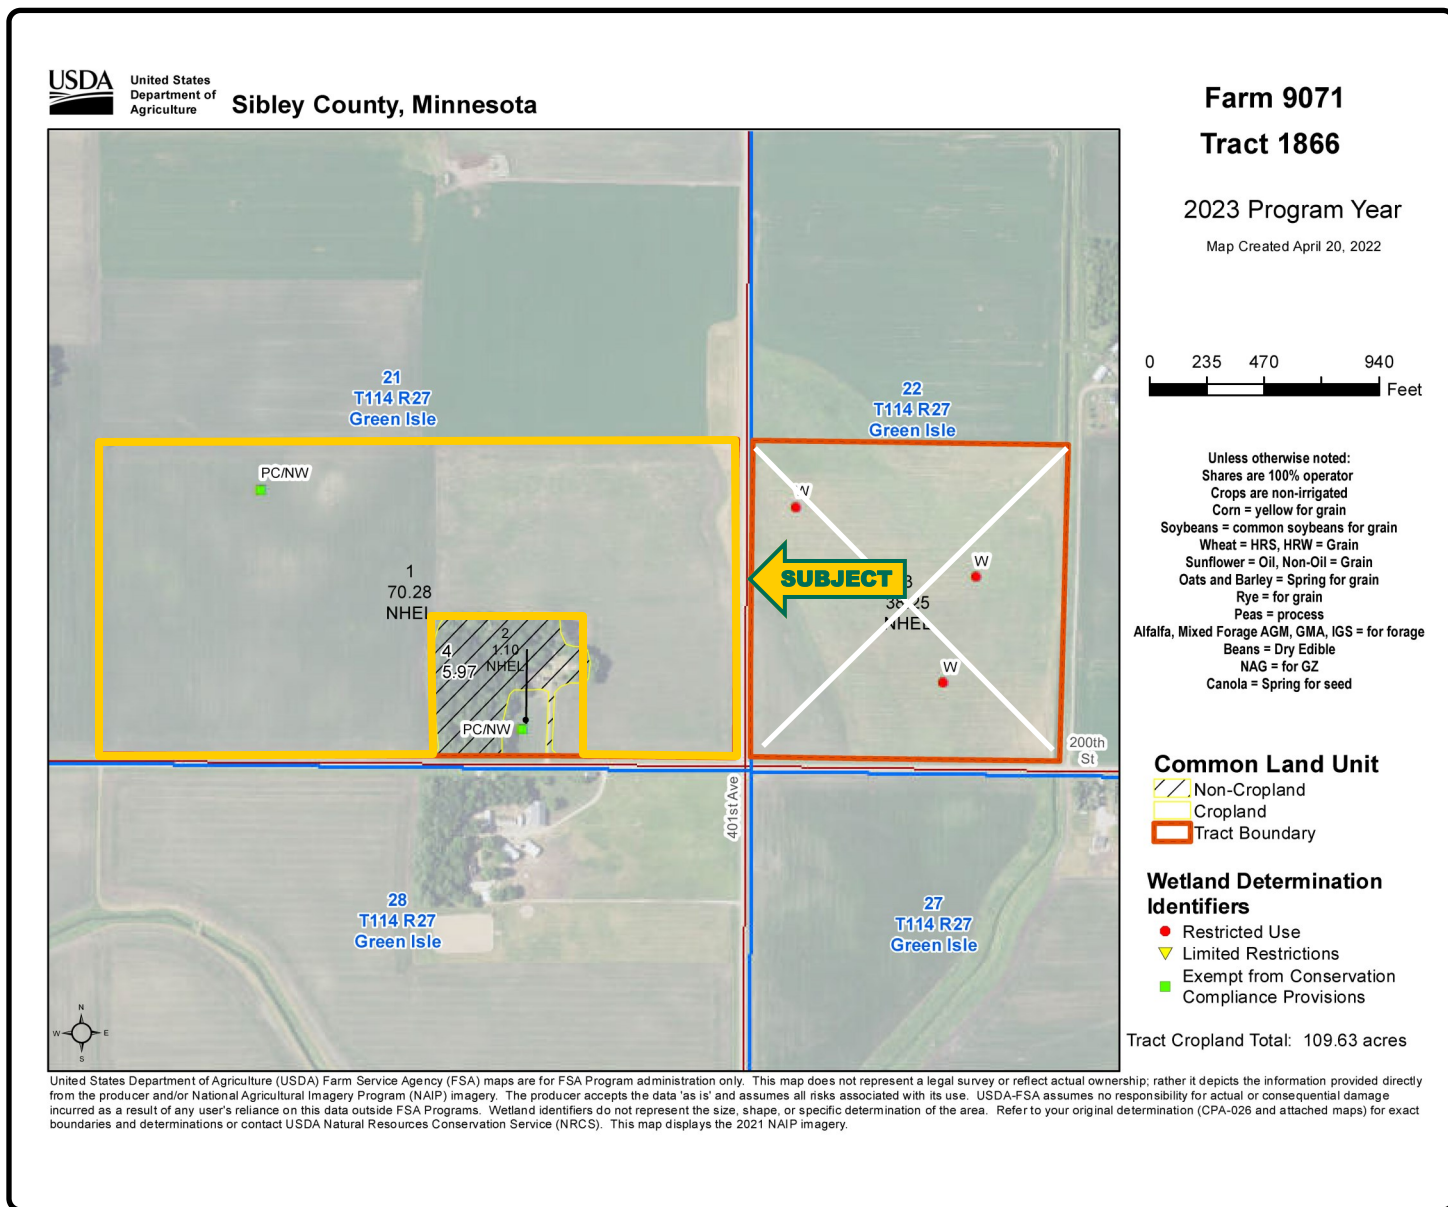 USDA
United States
Department of
Agriculture
Sibley County, Minnesota
Farm 9071
Tract 1866
2023 Program Year
Map Created April 20, 2022
0 235 470 940
Feet
21
T114 R27
Green Isle
22
T114 R27
Green Isle
PC/NW
W
W
W
SUBJECT
1
70.28
NHEL
3
38.25
NHEL
2
1.10
NHEL
4
5.97
PC/NW
200th
St
401st Ave
28
T114 R27
Green Isle
27
T114 R27
Green Isle
N
W E
S
Unless otherwise noted:
Shares are 100% operator
Crops are non-irrigated
Corn = yellow for grain
Soybeans = common soybeans for grain
Wheat = HRS, HRW = Grain
Sunflower = Oil, Non-Oil = Grain
Oats and Barley = Spring for grain
Rye = for grain
Peas = process
Alfalfa, Mixed Forage AGM, GMA, IGS = for forage
Beans = Dry Edible
NAG = for GZ
Canola = Spring for seed
Common Land Unit
Non-Cropland
Cropland
Tract Boundary
Wetland Determination
Identifiers
Restricted Use
Limited Restrictions
Exempt from Conservation
Compliance Provisions
Tract Cropland Total: 109.63 acres
United States Department of Agriculture (USDA) Farm Service Agency (FSA) maps are for FSA Program administration only. This map does not represent a legal survey or reflect actual ownership; rather it depicts the information provided directly
from the producer and/or National Agricultural Imagery Program (NAIP) imagery. The producer accepts the data 'as is' and assumes all risks associated with its use. USDA-FSA assumes no responsibility for actual or consequential damage
incurred as a result of any user's reliance on this data outside FSA Programs. Wetland identifiers do not represent the size, shape, or specific determination of the area. Refer to your original determination (CPA-026 and attached maps) for exact
boundaries and determinations or contact USDA Natural Resources Conservation Service (NRCS). This map displays the 2021 NAIP imagery.